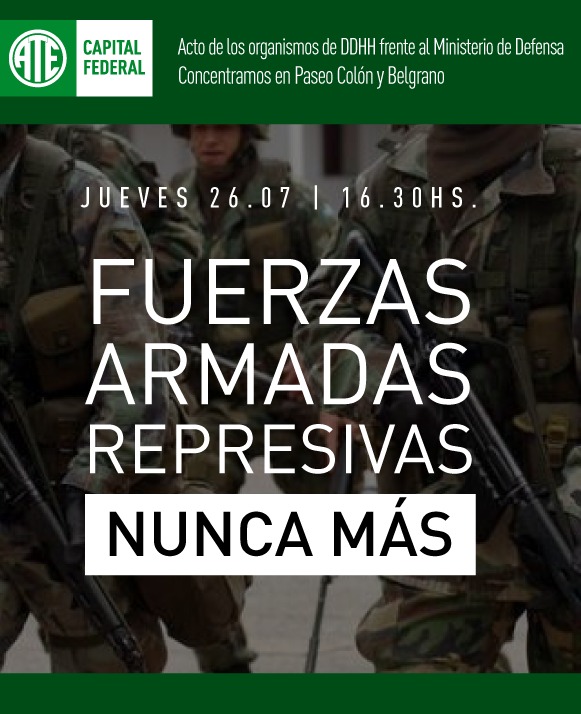 ATE
CAPITAL
FEDERAL
Acto de los organismos de DDHH frente al Ministerio de Defensa
Concentramos en Paseo Colón y Belgrano
JUEVES 26.07 | 16.30HS.
FUERZAS
ARMADAS
REPRESIVAS
NUNCA MÁS